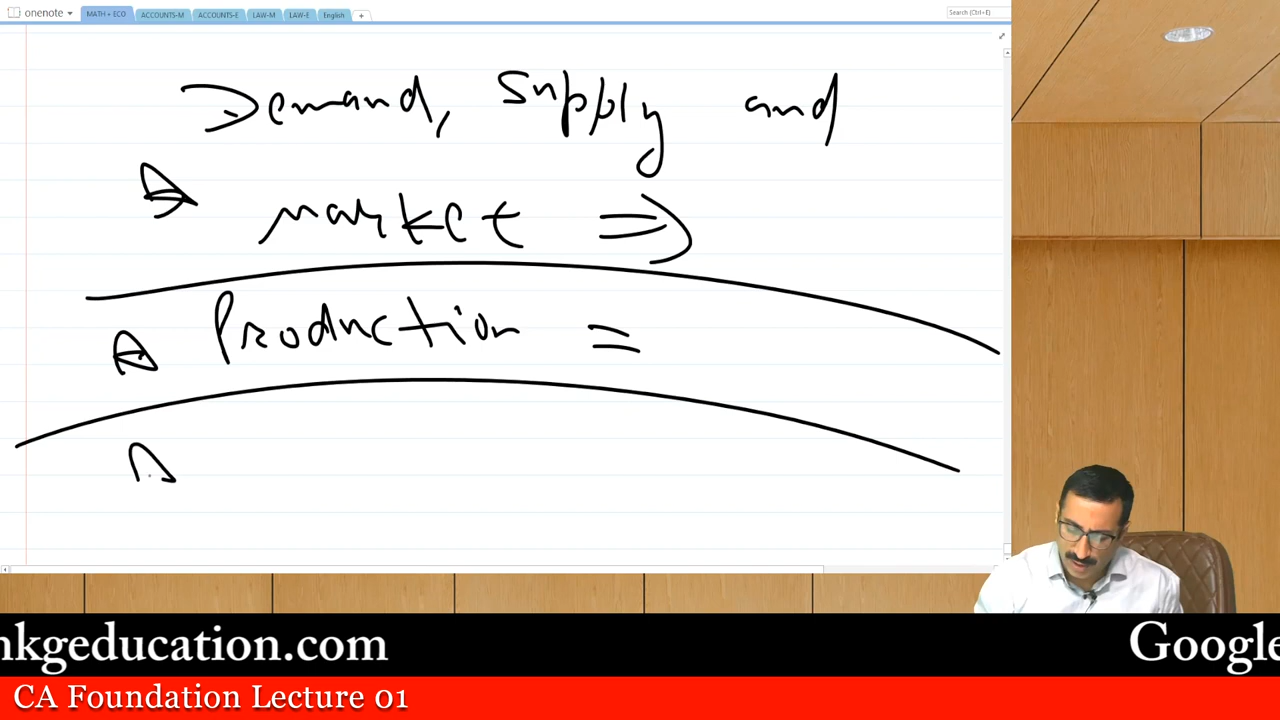 onenote MATH + ECO ACCOUNTS-M ACCOUNTS-E LAW-M LAW-E English + Search (Ctrl+E)
Demand, Supply and
market ⇒
Production =
nkgeducation.com Google
CA Foundation Lecture 01